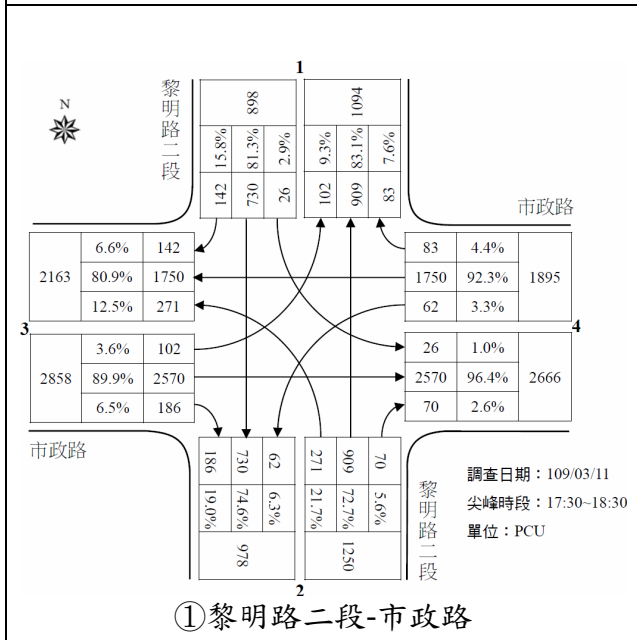 1
N
黎明路二段
898
15.8% 81.3% 2.9%
142 730 26
1094
9.3% 83.1% 7.6%
102 909 83
市政路
2163
6.6% 142
80.9% 1750
12.5% 271
83 4.4%
1750 92.3% 1895
62 3.3%
3
4
2858
3.6% 102
89.9% 2570
6.5% 186
26 1.0%
2570 96.4% 2666
70 2.6%
市政路
186 730 62
19.0% 74.6% 6.3%
978
271 909 70
21.7% 72.7% 5.6%
1250
黎明路二段
調查日期：109/03/11
尖峰時段：17:30~18:30
單位：PCU
2
①黎明路二段-市政路